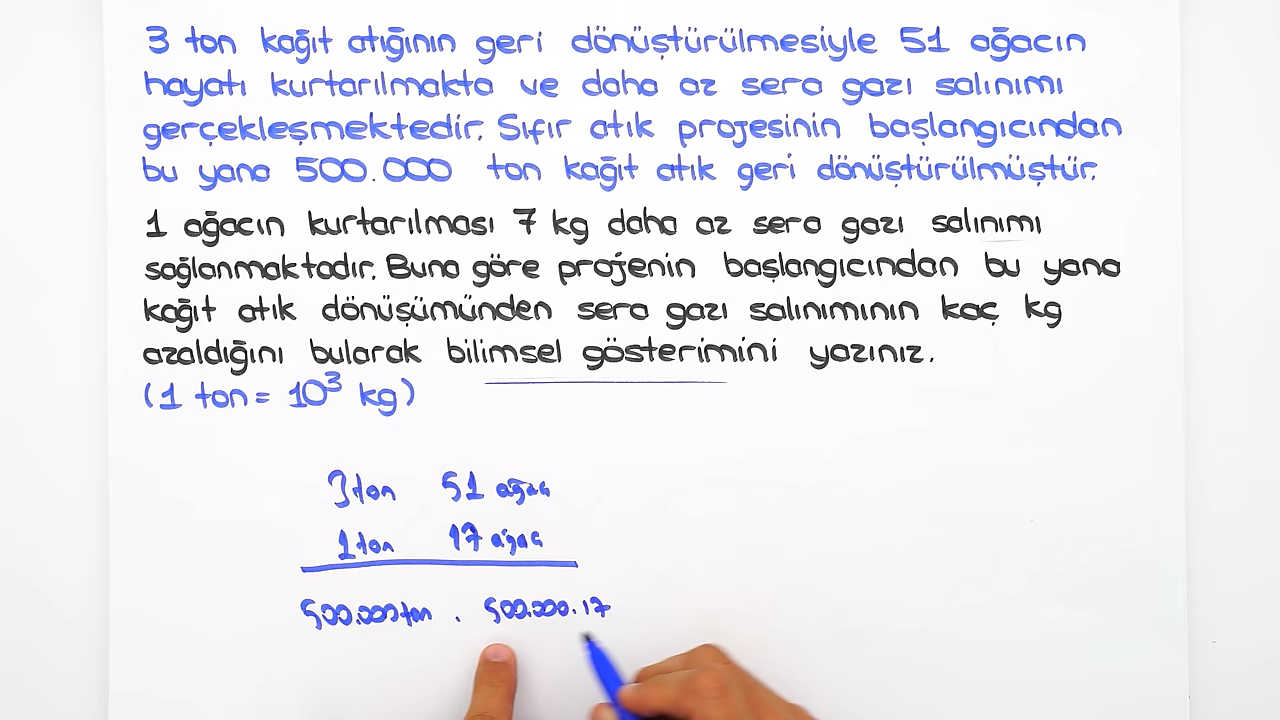 3 ton kağıt atığının geri dönüştürülmesiyle 51 ağacın
hayatı kurtarılmakta ve daha az sera gazı salınımı
gerçekleşmektedir. Sıfır atık projesinin başlangıcından
bu yana 500.000 ton kağıt atık geri dönüştürülmüştür.
1 ağacın kurtarılması 7 kg daha az sera gazı salınımı
sağlanmaktadır. Buna göre projenin başlangıcından bu yana
kağıt atık dönüşümünden sera gazı salınımının kaç kg
azaldığını bularak bilimsel gösterimini yazınız.
(1 ton = 10³ kg)
3 ton 51 ağaç
1 ton 17 ağaç
500.000 ton . 500.000.17